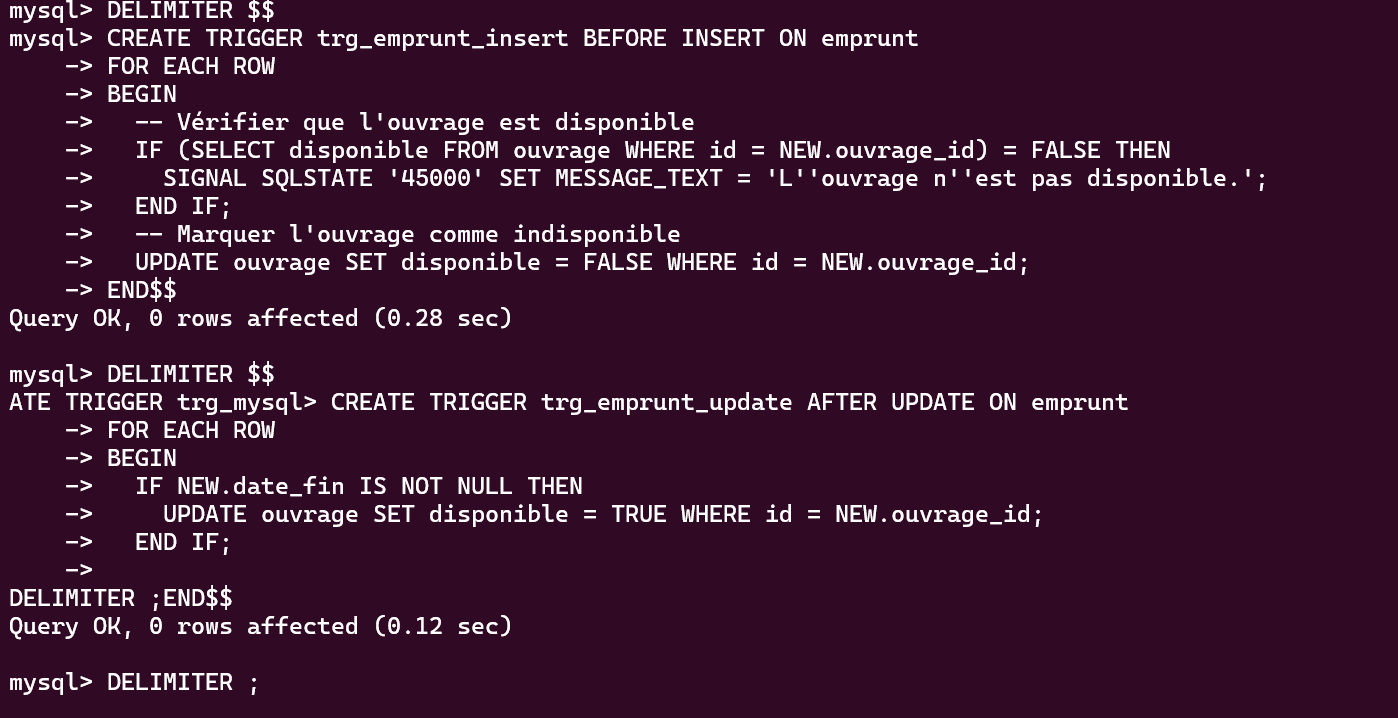 mysql> DELIMITER $$
mysql> CREATE TRIGGER trg_emprunt_insert BEFORE INSERT ON emprunt
    -> FOR EACH ROW
    -> BEGIN
    ->   -- Vérifier que l'ouvrage est disponible
    ->   IF (SELECT disponible FROM ouvrage WHERE id = NEW.ouvrage_id) = FALSE THEN
    ->     SIGNAL SQLSTATE '45000' SET MESSAGE_TEXT = 'L''ouvrage n''est pas disponible.';
    ->   END IF;
    ->   -- Marquer l'ouvrage comme indisponible
    ->   UPDATE ouvrage SET disponible = FALSE WHERE id = NEW.ouvrage_id;
    -> END$$
Query OK, 0 rows affected (0.28 sec)

mysql> DELIMITER $$
ATE TRIGGER trg_mysql> CREATE TRIGGER trg_emprunt_update AFTER UPDATE ON emprunt
    -> FOR EACH ROW
    -> BEGIN
    ->   IF NEW.date_fin IS NOT NULL THEN
    ->     UPDATE ouvrage SET disponible = TRUE WHERE id = NEW.ouvrage_id;
    ->   END IF;
    ->
DELIMITER ;END$$
Query OK, 0 rows affected (0.12 sec)

mysql> DELIMITER ;